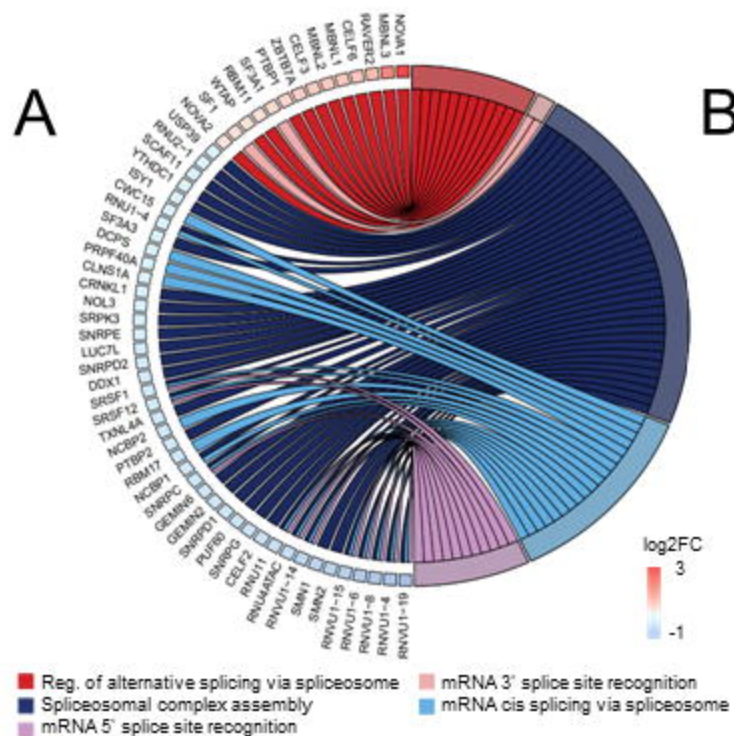 A
B
NOVA1
MBNL3
RAVER2
CELF6
MBNL1
MBNL2
CELF3
ZBTB7A
PTBP1
SF3A1
RBM11
WTAP
SF1
NOVA2
USP39
RNU2-1
SCAF11
YTHDC1
ISY1
CWC15
RNU1-4
SF3A3
DCPS
PRPF40A
CLNS1A
CRNKL1
NOL3
SRPK3
SNRPE
LUC7L
SNRPD2
DDX1
SRSF1
SRSF12
TXNL4A
NCBP2
PTBP2
RBM17
NCBP1
SNRPC
GEMIN6
GEMIN2
SNRPD1
PUF60
SNRPG
CELF2
RNU11
RNU4ATAC
RNVU1-14
SMN1
SMN2
RNVU1-15
RNVU1-6
RNVU1-8
RNVU1-4
RNVU1-19
log2FC
3
-1
Reg. of alternative splicing via spliceosome
mRNA 3' splice site recognition
Spliceosomal complex assembly
mRNA cis splicing via spliceosome
mRNA 5' splice site recognition